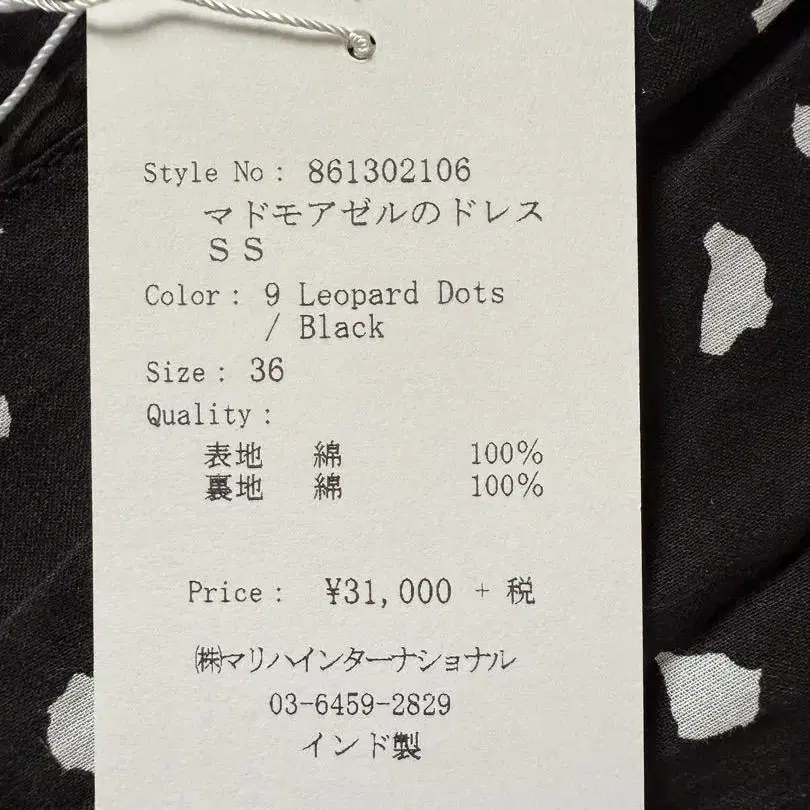 Style No : 861302106
マドモアゼルのドレス
ＳＳ
Color : 9 Leopard Dots
/ Black
Size : 36
Quality :
表地 綿 100%
裏地 綿 100%
Price : ¥31,000 + 税
㈱マリハインターナショナル
03-6459-2829
インド製